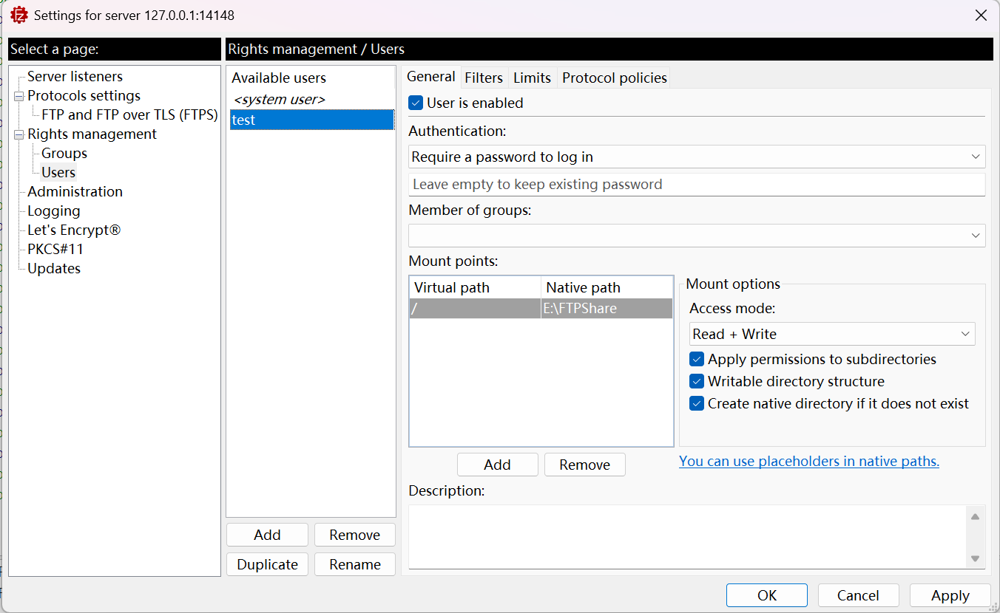 Settings for server 127.0.0.1:14148
Select a page:
Server listeners
Protocols settings
FTP and FTP over TLS (FTPS)
Rights management
Groups
Users
Administration
Logging
Let's Encrypt®
PKCS#11
Updates
Rights management / Users
Available users
<system user>
test
Add Remove
Duplicate Rename
General Filters Limits Protocol policies
User is enabled
Authentication:
Require a password to log in
Leave empty to keep existing password
Member of groups:
Mount points:
Virtual path Native path
/ E:\FTPShare
Add Remove
Mount options
Access mode:
Read + Write
Apply permissions to subdirectories
Writable directory structure
Create native directory if it does not exist
You can use placeholders in native paths.
Description:
OK Cancel Apply